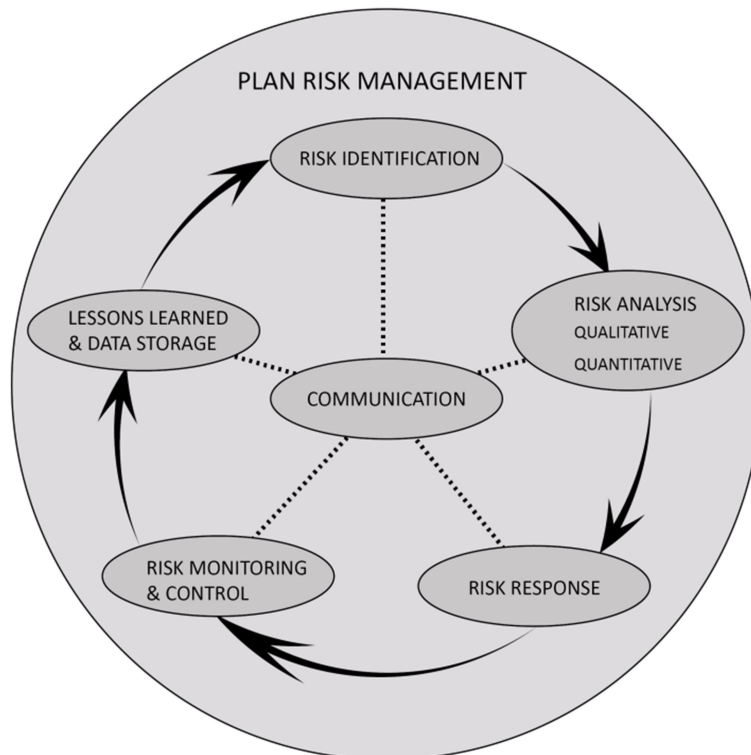 PLAN RISK MANAGEMENT
RISK IDENTIFICATION
RISK ANALYSIS
QUALITATIVE
QUANTITATIVE
LESSONS LEARNED
& DATA STORAGE
COMMUNICATION
RISK MONITORING
& CONTROL
RISK RESPONSE